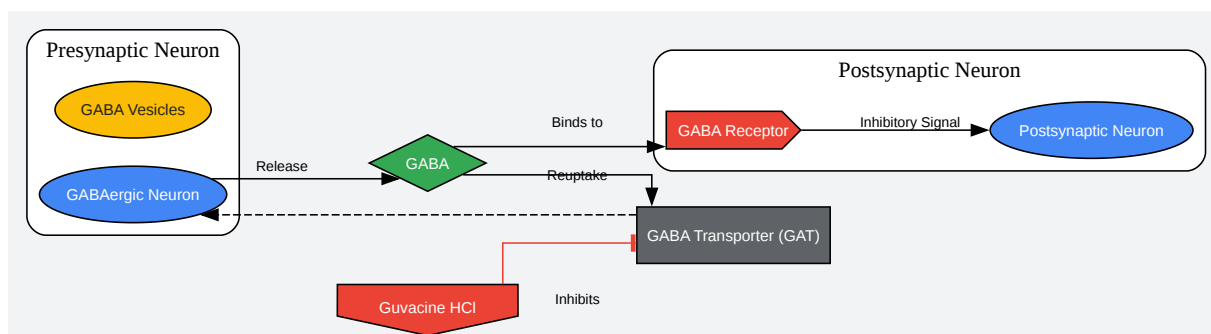 Presynaptic Neuron
GABA Vesicles
GABAergic Neuron
Release
GABA
Binds to
Reuptake
Postsynaptic Neuron
GABA Receptor
Inhibitory Signal
Postsynaptic Neuron
GABA Transporter (GAT)
Guvacine HCl
Inhibits